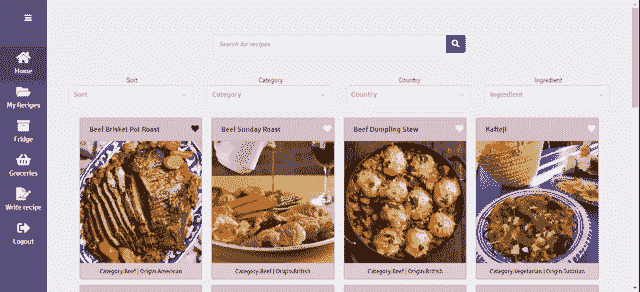 Search for recipes
Home
My Recipes
Fridge
Groceries
Write recipe
Logout
Sort
Category
Country
Ingredient
Sort
Category
Country
Ingredient
Beef Brisket Pot Roast
Beef Sunday Roast
Beef Dumpling Stew
Kafteji
Category:Beef | Origin:American
Category:Beef | Origin:British
Category:Beef | Origin:British
Category:Vegetarian | Origin:Tunisian